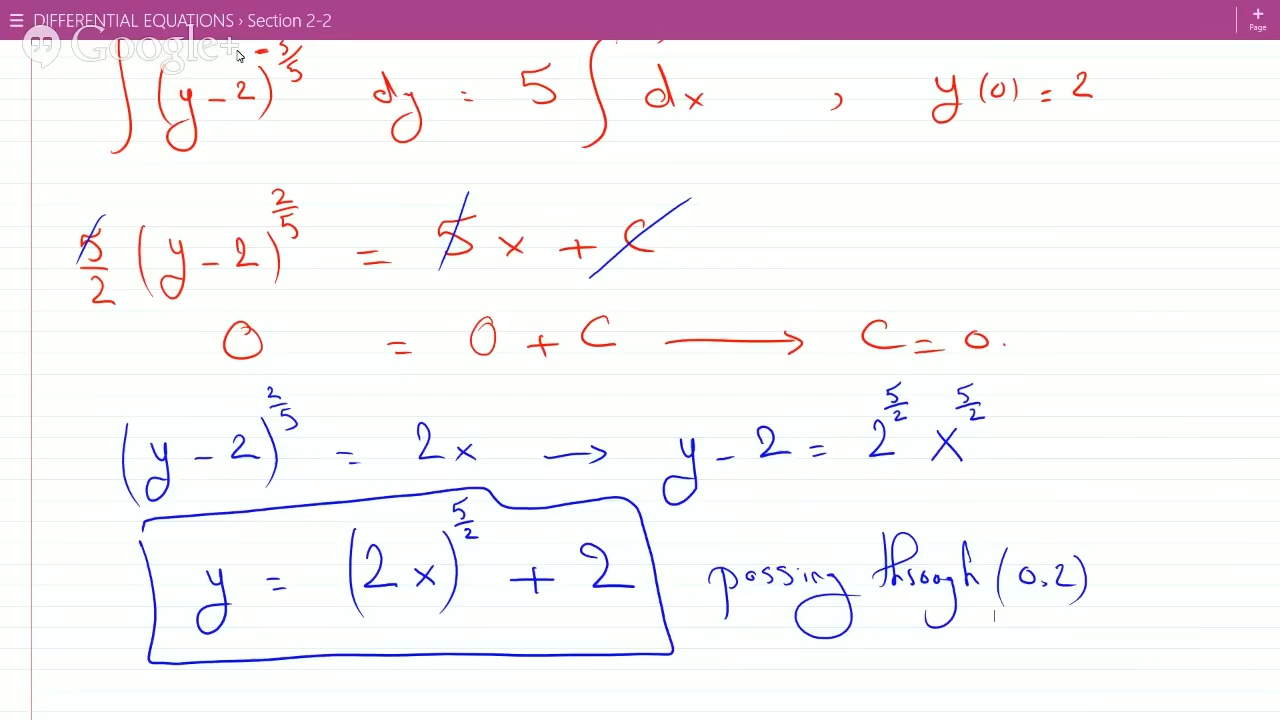 ☰ DIFFERENTIAL EQUATIONS › Section 2-2
+ Page
Google+
∫ (y - 2)^(-3/5) dy = 5 ∫ dx , y(0) = 2
5/2 (y - 2)^(2/5) = 5x + C
0 = 0 + C ⟶ C = 0.
(y - 2)^(2/5) = 2x → y - 2 = 2^(5/2) x^(5/2)
y = (2x)^(5/2) + 2 passing through (0,2)